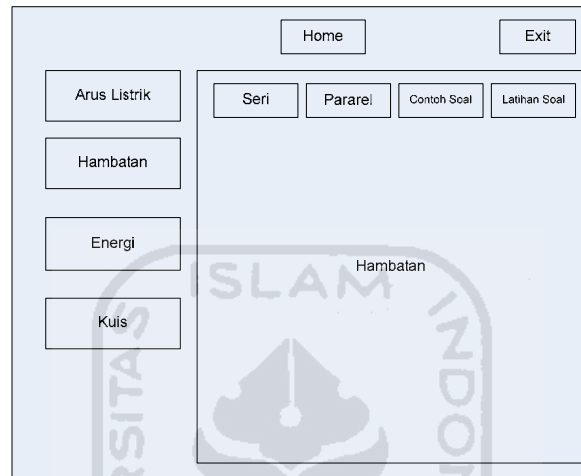 Home
Exit
Arus Listrik
Seri
Pararel
Contoh Soal
Latihan Soal
Hambatan
Energi
Hambatan
Kuis
ISLAM